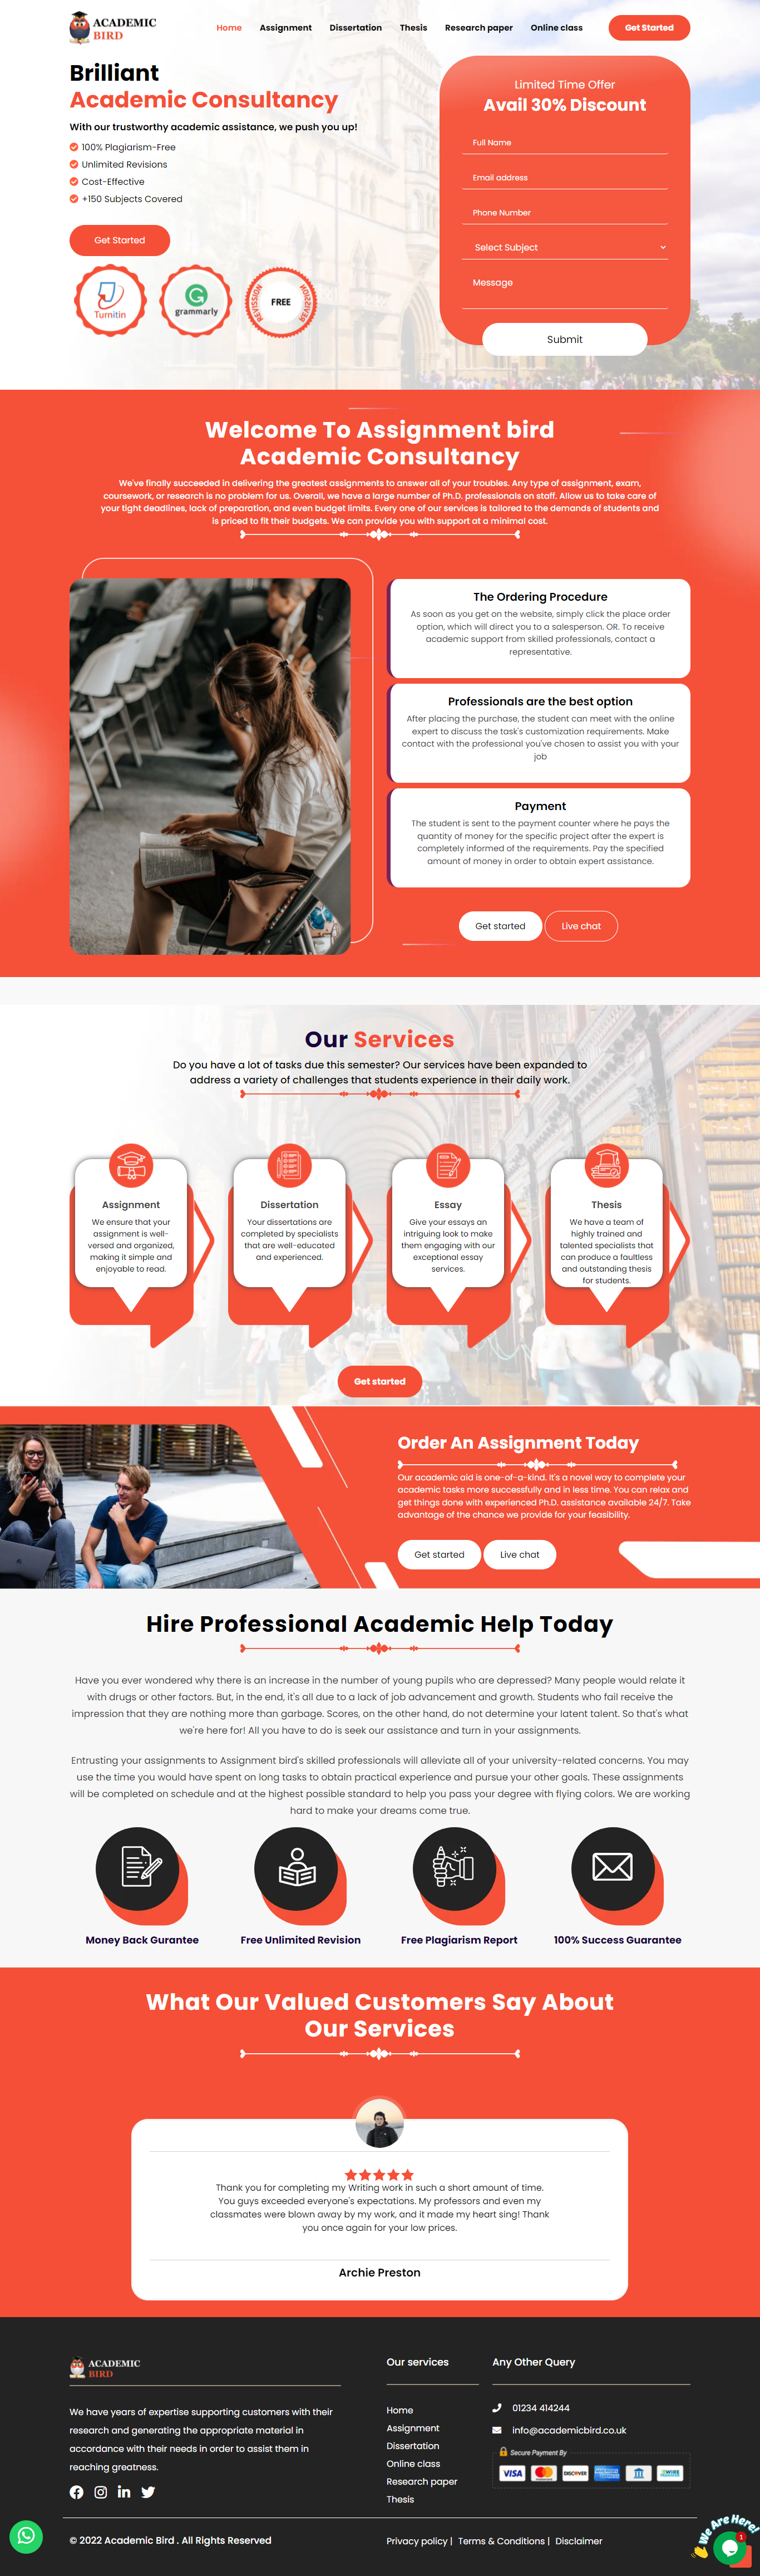 ACADEMIC
BIRD
Home Assignment Dissertation Thesis Research paper Online class Get Started
Brilliant
Academic Consultancy
With our trustworthy academic assistance, we push you up!
100% Plagiarism-Free
Unlimited Revisions
Cost-Effective
+150 Subjects Covered
Get Started
Turnitin
grammarly
REVISION FREE REVISION
Limited Time Offer
Avail 30% Discount
Full Name
Email address
Phone Number
Select Subject
Message
Submit
Welcome To Assignment bird
Academic Consultancy
We've finally succeeded in delivering the greatest assignments to answer all of your troubles. Any type of assignment, exam,
coursework, or research is no problem for us. Overall, we have a large number of Ph.D. professionals on staff. Allow us to take care of
your tight deadlines, lack of preparation, and even budget limits. Every one of our services is tailored to the demands of students and
is priced to fit their budgets. We can provide you with support at a minimal cost.
The Ordering Procedure
As soon as you get on the website, simply click the place order
option, which will direct you to a salesperson. OR. To receive
academic support from skilled professionals, contact a
representative.
Professionals are the best option
After placing the purchase, the student can meet with the online
expert to discuss the task's customization requirements. Make
contact with the professional you've chosen to assist you with your
job
Payment
The student is sent to the payment counter where he pays the
quantity of money for the specific project after the expert is
completely informed of the requirements. Pay the specified
amount of money in order to obtain expert assistance.
Get started Live chat
Our Services
Do you have a lot of tasks due this semester? Our services have been expanded to
address a variety of challenges that students experience in their daily work.
Assignment
We ensure that your
assignment is well-
versed and organized,
making it simple and
enjoyable to read.
Dissertation
Your dissertations are
completed by specialists
that are well-educated
and experienced.
Essay
Give your essays an
intriguing look to make
them engaging with our
exceptional essay
services.
Thesis
We have a team of
highly trained and
talented specialists that
can produce a faultless
and outstanding thesis
for students.
Get started
Order An Assignment Today
Our academic aid is one-of-a-kind. It's a novel way to complete your
academic tasks more successfully and in less time. You can relax and
get things done with experienced Ph.D. assistance available 24/7. Take
advantage of the chance we provide for your feasibility.
Get started Live chat
Hire Professional Academic Help Today
Have you ever wondered why there is an increase in the number of young pupils who are depressed? Many people would relate it
with drugs or other factors. But, in the end, it's all due to a lack of job advancement and growth. Students who fail receive the
impression that they are nothing more than garbage. Scores, on the other hand, do not determine your latent talent. So that's what
we're here for! All you have to do is seek our assistance and turn in your assignments.
Entrusting your assignments to Assignment bird's skilled professionals will alleviate all of your university-related concerns. You may
use the time you would have spent on long tasks to obtain practical experience and pursue your other goals. These assignments
will be completed on schedule and at the highest possible standard to help you pass your degree with flying colors. We are working
hard to make your dreams come true.
Money Back Gurantee
Free Unlimited Revision
Free Plagiarism Report
100% Success Guarantee
What Our Valued Customers Say About
Our Services
Thank you for completing my Writing work in such a short amount of time.
You guys exceeded everyone's expectations. My professors and even my
classmates were blown away by my work, and it made my heart sing! Thank
you once again for your low prices.
Archie Preston
ACADEMIC
BIRD
We have years of expertise supporting customers with their
research and generating the appropriate material in
accordance with their needs in order to assist them in
reaching greatness.
Our services
Home
Assignment
Dissertation
Online class
Research paper
Thesis
Any Other Query
01234 414244
info@academicbird.co.uk
Secure Payment By
VISA MasterCard DISCOVER AMERICAN EXPRESS WIRE
© 2022 Academic Bird . All Rights Reserved
Privacy policy | Terms & Conditions | Disclaimer
We Are Here!
1